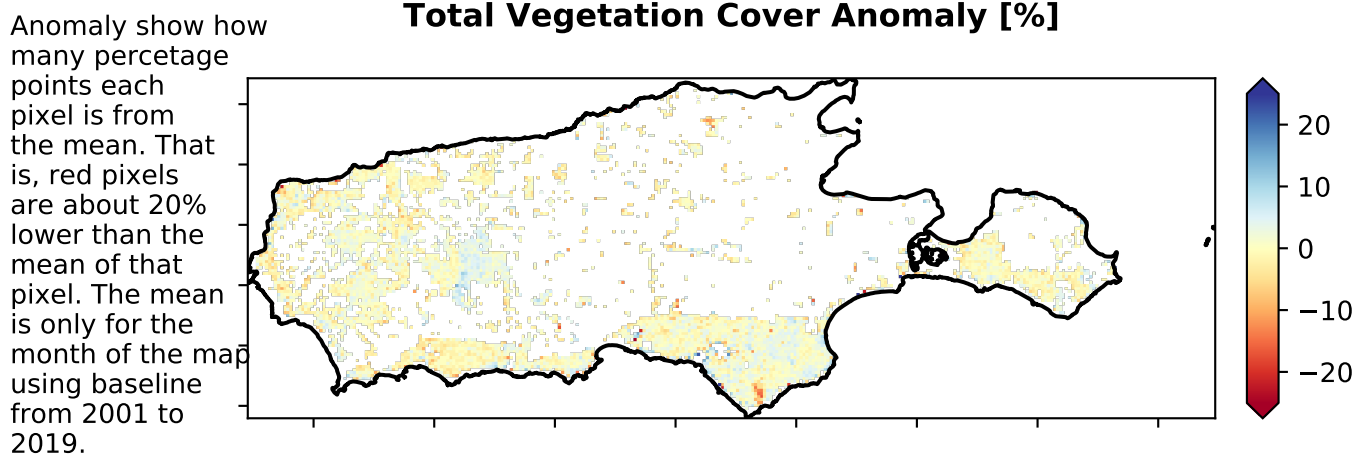 Total Vegetation Cover Anomaly [%]
Anomaly show how
many percetage
points each
pixel is from
the mean. That
is, red pixels
are about 20%
lower than the
mean of that
pixel. The mean
is only for the
month of the map
using baseline
from 2001 to
2019.
20
10
0
−10
−20